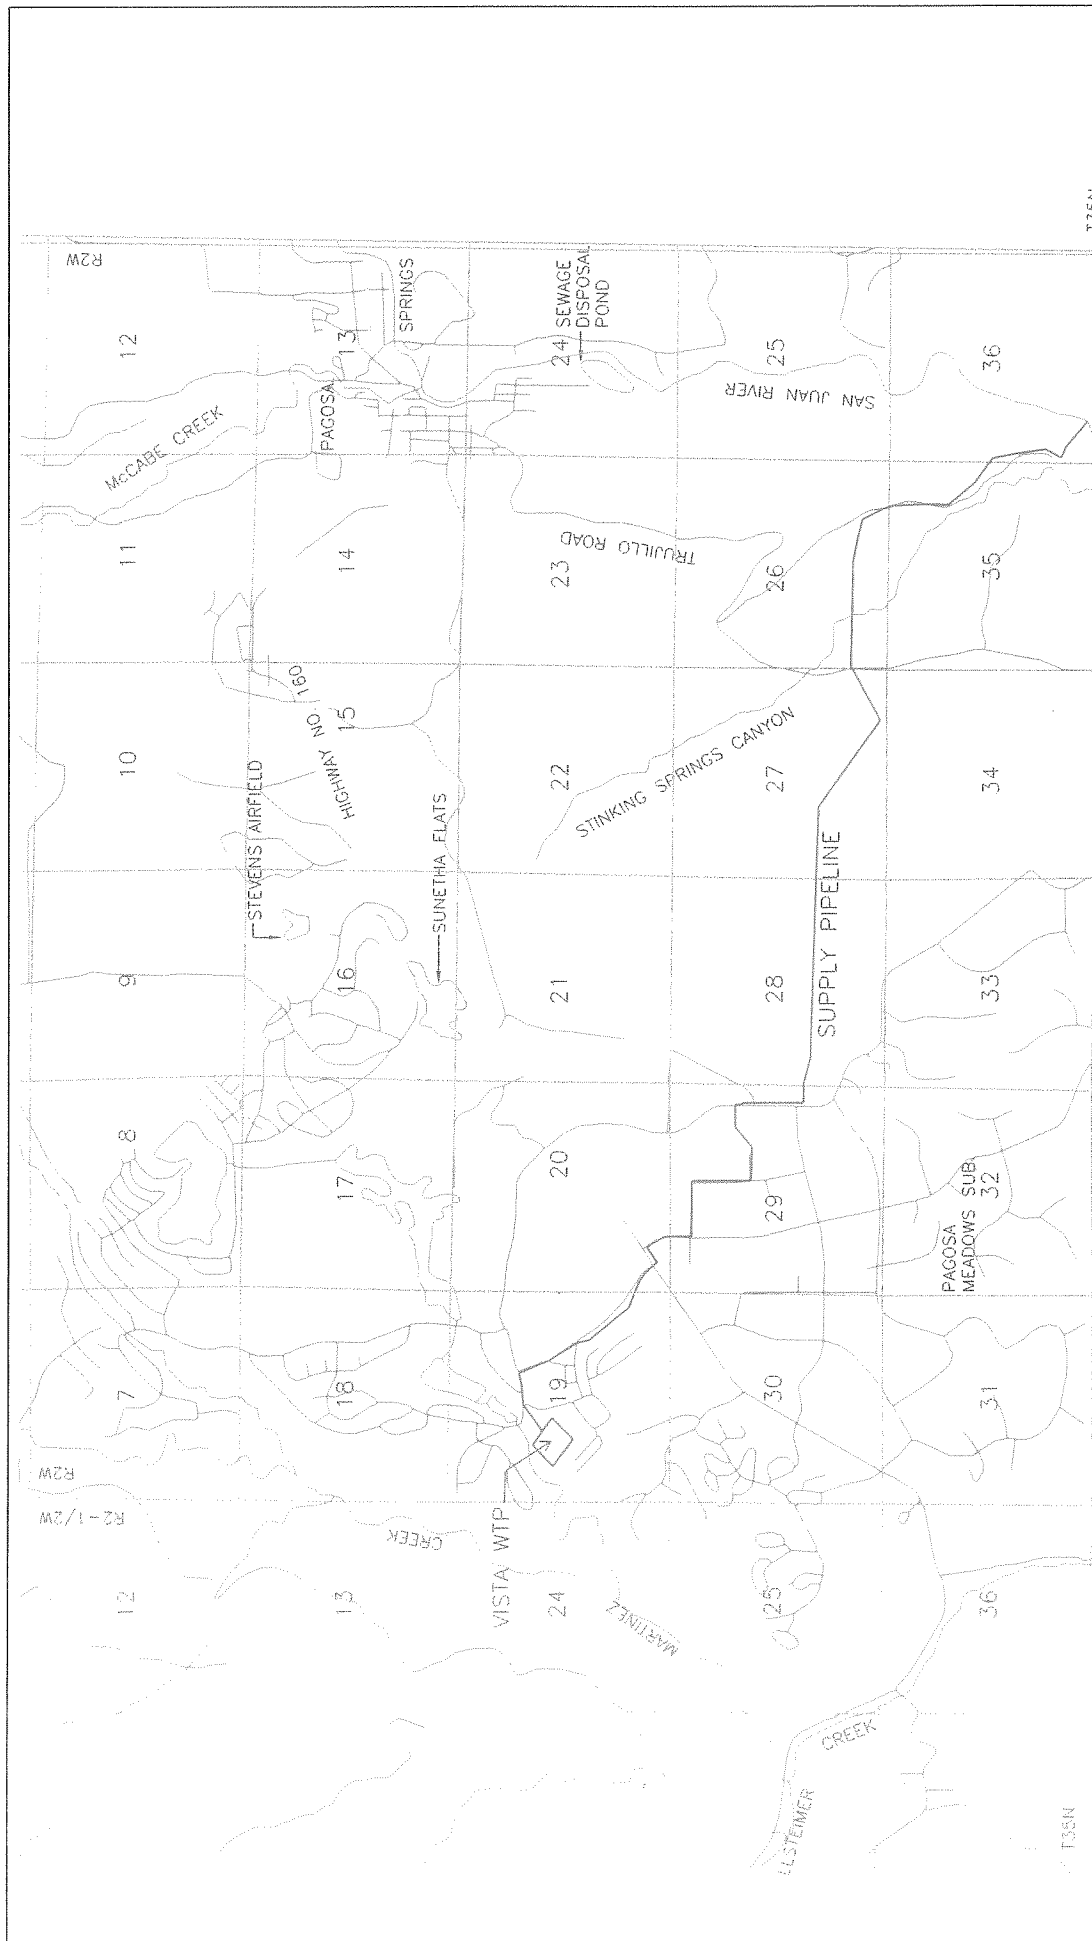 R2W
12
McCABE CREEK
11
10
9
8
7
R2W
R2-1/2W
12
PAGOSA
SPRINGS
13
14
HIGHWAY NO. 160
15
STEVENS AIRFIELD
16
SUNETHA FLATS
17
18
CREEK
13
24
SEWAGE
DISPOSAL
POND
TRUJILLO ROAD
23
22
21
20
19
VISTA WTP
24
MARTINEZ
SAN JUAN RIVER
25
26
STINKING SPRINGS CANYON
27
28
SUPPLY PIPELINE
29
30
25
36
35
34
33
PAGOSA
MEADOWS SUB.
32
31
36
LLSTEIMER
CREEK
T35N
T35N